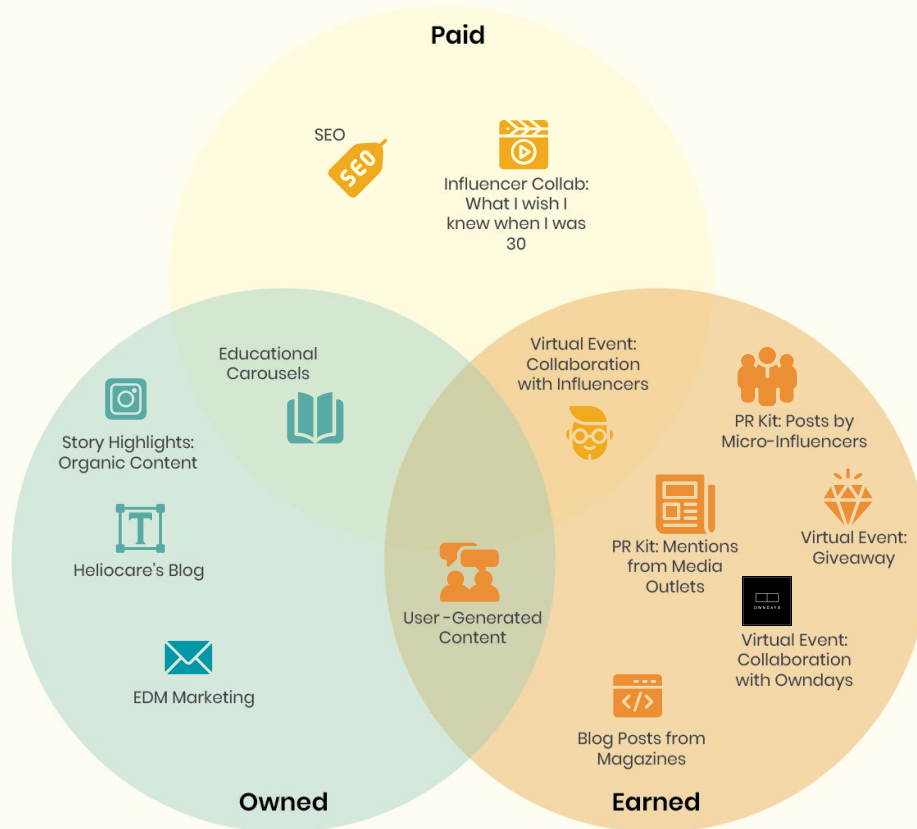 Paid
SEO
SEO
Influencer Collab:
What I wish I
knew when I was
30
Educational
Carousels
Virtual Event:
Collaboration
with Influencers
Story Highlights:
Organic Content
PR Kit: Posts by
Micro-Influencers
T
Heliocare's Blog
PR Kit: Mentions
from Media
Outlets
Virtual Event:
Giveaway
User -Generated
Content
OWNDAYS
Virtual Event:
Collaboration
with Owndays
EDM Marketing
</>
Blog Posts from
Magazines
Owned
Earned